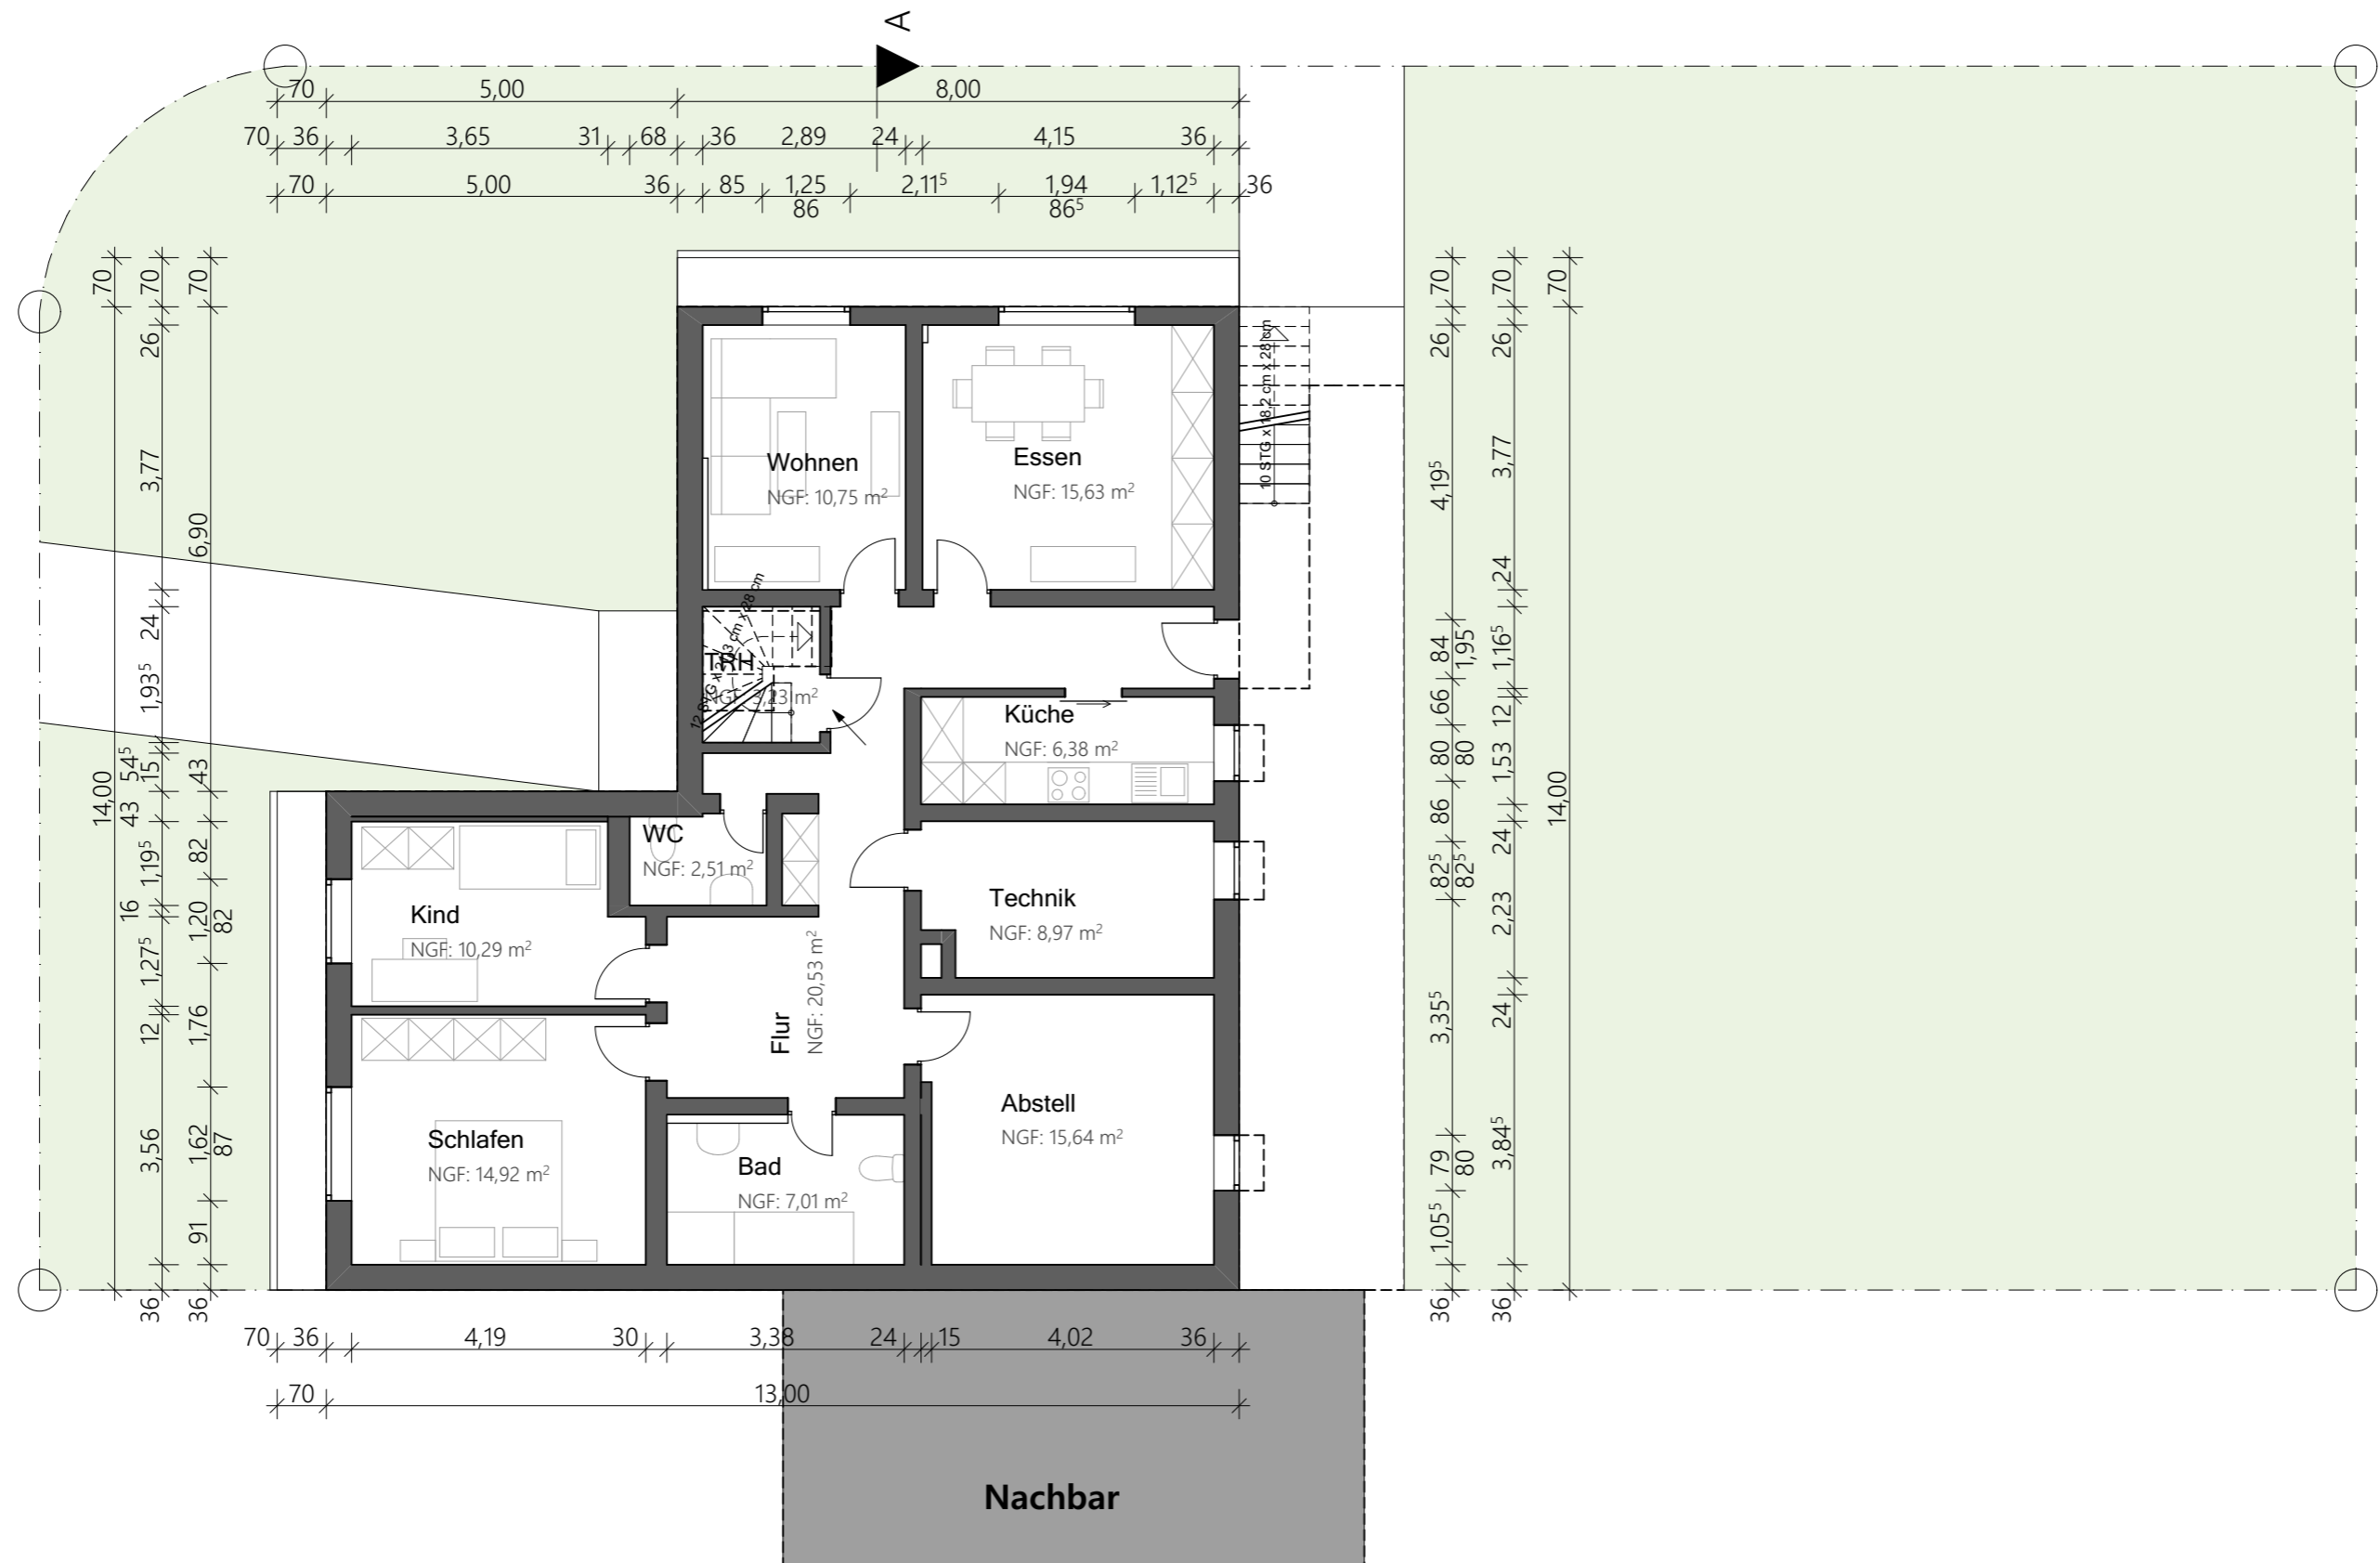 A
70 5,00 8,00
70 36 3,65 31 68 36 2,89 24 4,15 36
70 5,00 36 85 1,25 2,11⁵ 1,94 1,12⁵ 36
86 86⁵
70 70 70
26
3,77
6,90
24
1,93⁵
54⁵
15
43
43
14,00
1,19⁵
82
16
1,20
82
1,27⁵
12
1,76
3,56
1,62
87
91
36 36
Wohnen
NGF: 10,75 m²
Essen
NGF: 15,63 m²
10 STG x 18,2 cm x 28 cm
TRH
NGF: 3,23 m²
Küche
NGF: 6,38 m²
WC
NGF: 2,51 m²
Kind
NGF: 10,29 m²
Technik
NGF: 8,97 m²
Flur
NGF: 20,53 m²
Schlafen
NGF: 14,92 m²
Bad
NGF: 7,01 m²
Abstell
NGF: 15,64 m²
70 70 70
26 26
4,19⁵
3,77
24
84
1,95
1,16⁵
66
12
80
80
1,53
14,00
86
24
82⁵
82⁵
2,23
3,35⁵
24
79
80
3,84⁵
1,05⁵
36 36
70 36 4,19 30 3,38 24 15 4,02 36
70 13,00
Nachbar